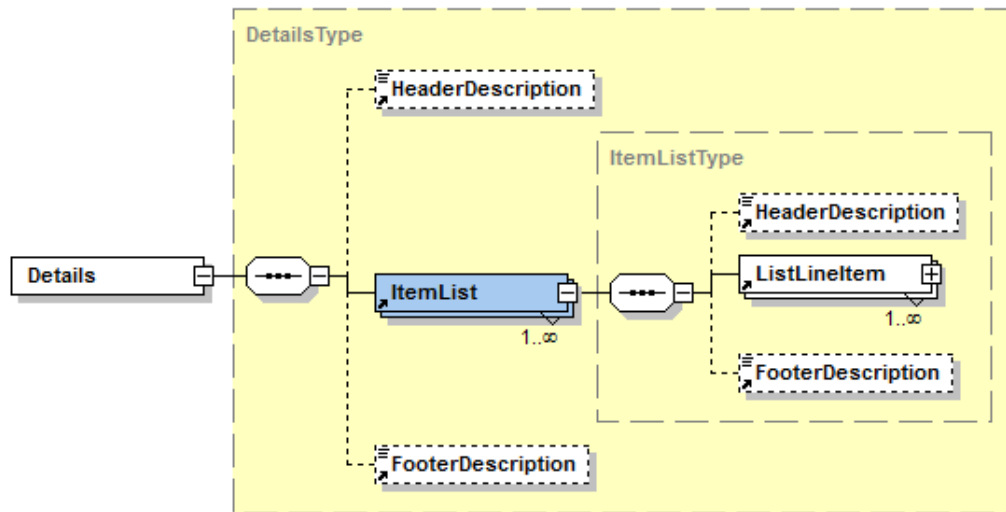 DetailsType
HeaderDescription
ItemListType
HeaderDescription
Details
ItemList
ListLineItem
1..∞
1..∞
FooterDescription
FooterDescription